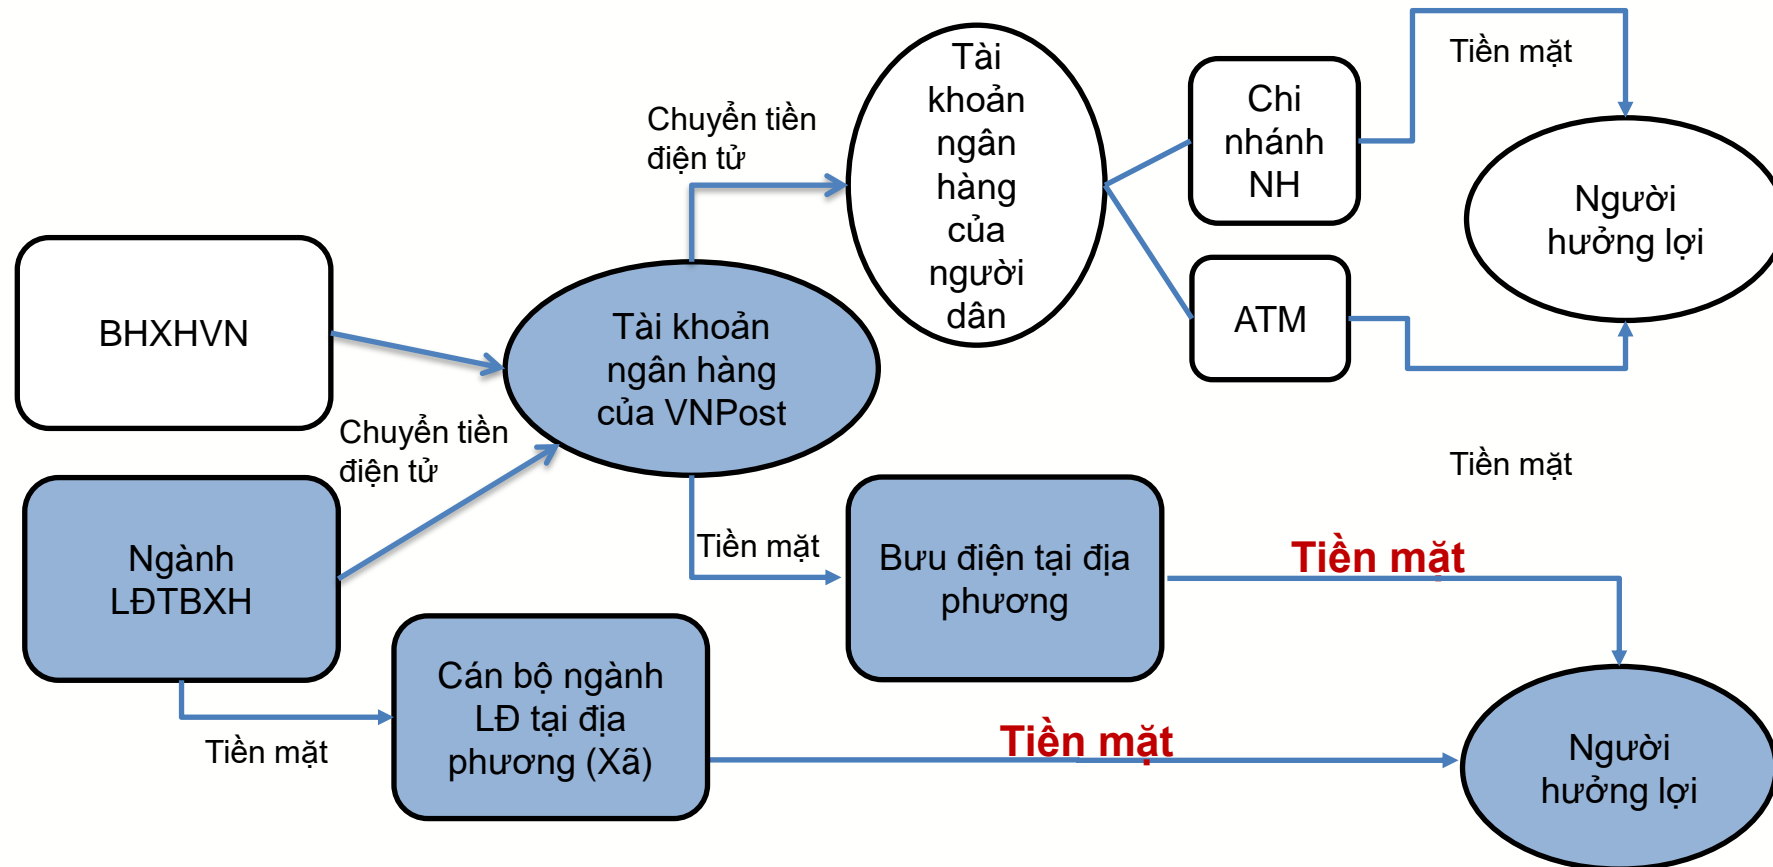 Tài
khoản
ngân
hàng
của
người
dân
Chi
nhánh
NH
Tiền mặt
Chuyển tiền
điện tử
Người
hưởng lợi
ATM
BHXHVN
Tài khoản
ngân hàng
của VNPost
Chuyển tiền
điện tử
Tiền mặt
Ngành
LĐTBXH
Tiền mặt
Bưu điện tại địa
phương
Tiền mặt
Cán bộ ngành
LĐ tại địa
phương (Xã)
Tiền mặt
Tiền mặt
Người
hưởng lợi